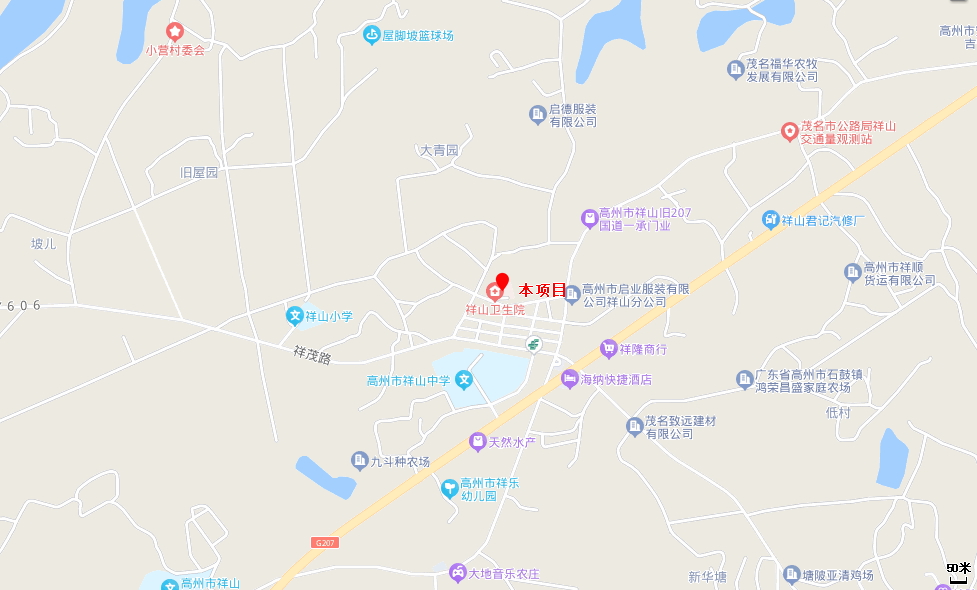 屋脚坡篮球场
小营村委会
高州市
吉
茂名福华农牧
发展有限公司
启德服装
有限公司
茂名市公路局祥山
交通量观测站
大青园
旧屋园
高州市祥山旧207
国道一承门业
祥山君记汽修厂
坡儿
高州市祥顺
货运有限公司
本项目
高州市启业服装有限
公司祥山分公司
7606
祥山卫生院
祥山小学
祥茂路
祥隆商行
高州市祥山中学
海纳快捷酒店
广东省高州市石鼓镇
鸿荣昌盛家庭农场
低村
茂名致远建材
有限公司
天然水产
九斗种农场
高州市祥乐
幼儿园
G207
50米
大地音乐农庄
新华塘
塘陂亚清鸡场
高州市祥山